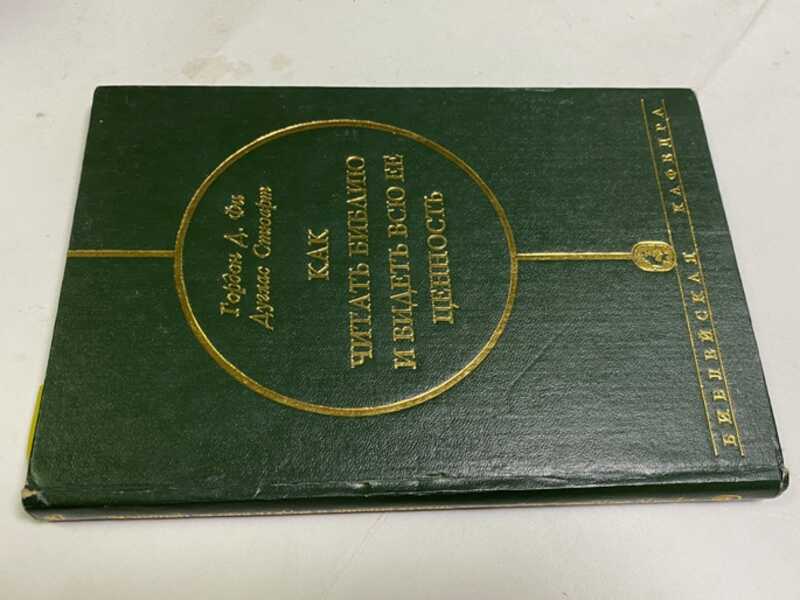 Гордон Д. Фи
Дуглас Стюарт
КАК
ЧИТАТЬ БИБЛИЮ
И ВИДЕТЬ ВСЮ ЕЕ
ЦЕННОСТЬ
БИБЛЕЙСКАЯ КАФЕДРА